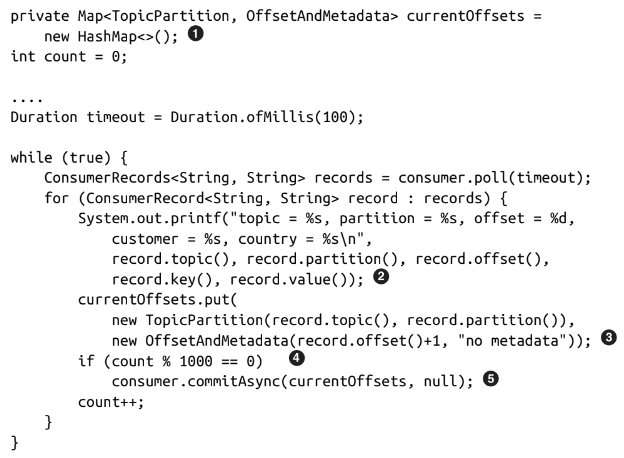 private Map<TopicPartition, OffsetAndMetadata> currentOffsets =
    new HashMap<>(); ❶
int count = 0;

....
Duration timeout = Duration.ofMillis(100);

while (true) {
    ConsumerRecords<String, String> records = consumer.poll(timeout);
    for (ConsumerRecord<String, String> record : records) {
        System.out.printf("topic = %s, partition = %s, offset = %d,
            customer = %s, country = %s\n",
            record.topic(), record.partition(), record.offset(),
            record.key(), record.value()); ❷
        currentOffsets.put(
            new TopicPartition(record.topic(), record.partition()),
            new OffsetAndMetadata(record.offset()+1, "no metadata")); ❸
        if (count % 1000 == 0) ❹
            consumer.commitAsync(currentOffsets, null); ❺
        count++;
    }
}